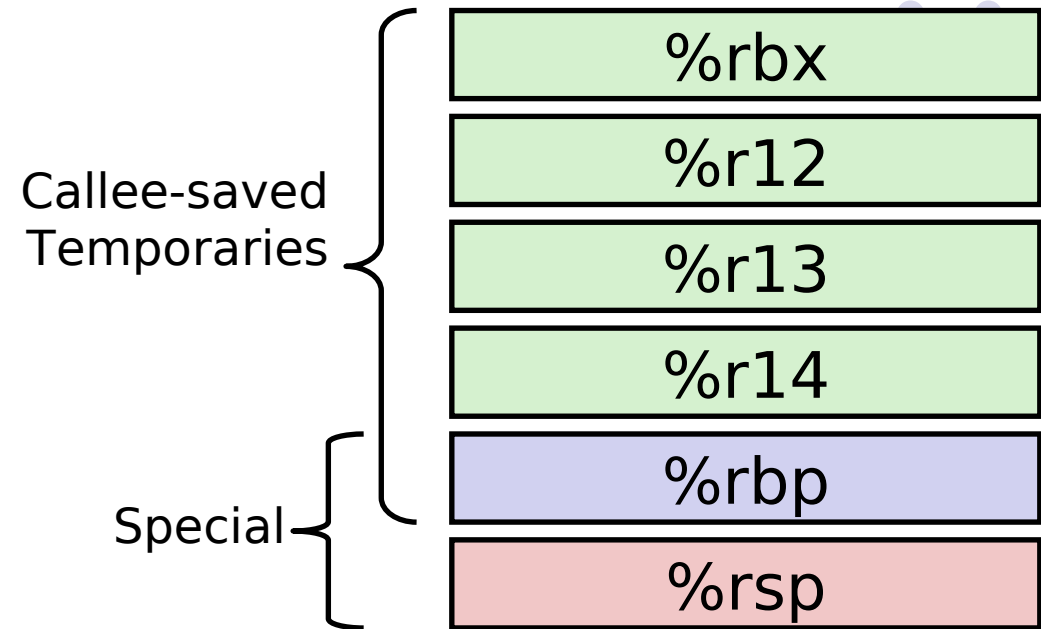 %rbx
%r12
Callee-saved
Temporaries
%r13
%r14
%rbp
Special
%rsp